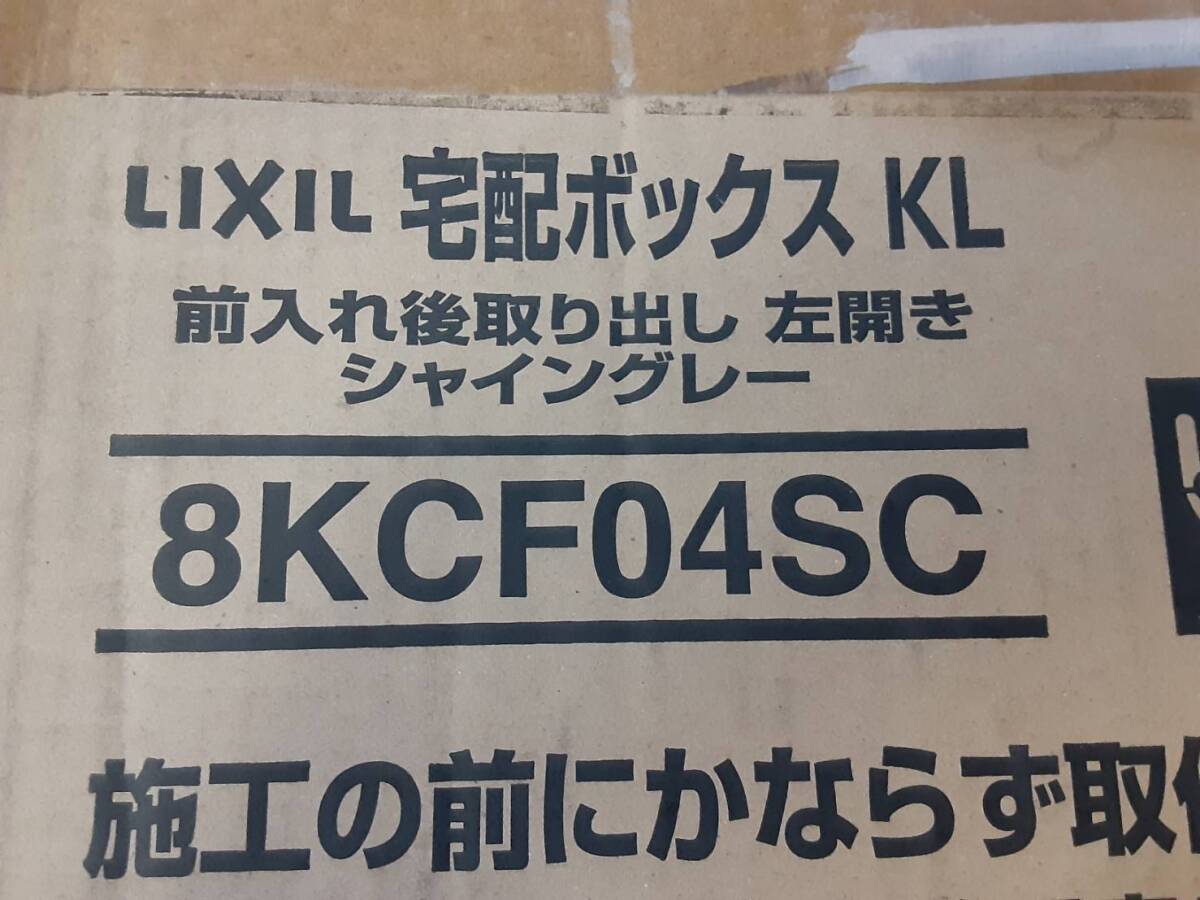 LIXIL 宅配ボックス KL
前入れ後取り出し 左開き
シャイングレー
8KCF04SC
施工の前にかならず取